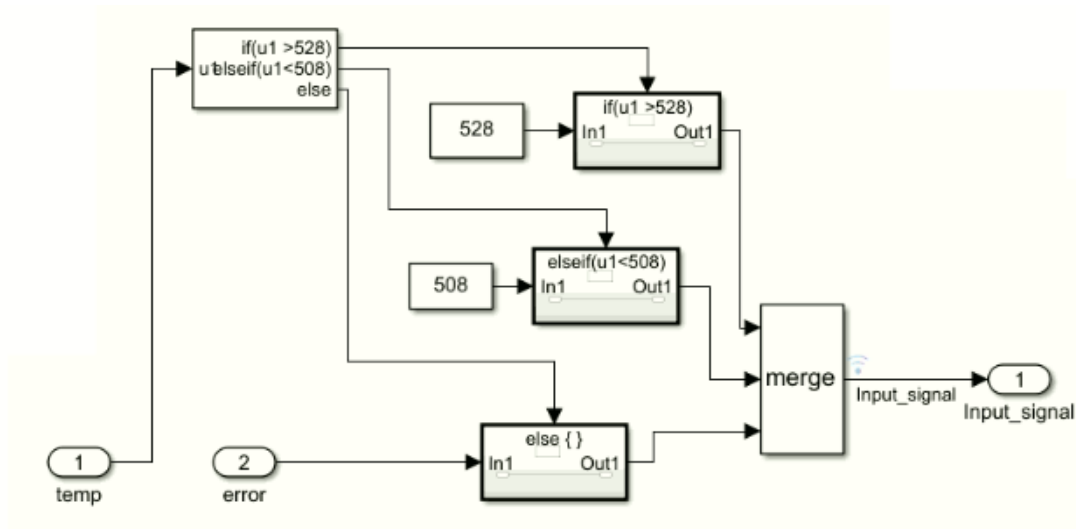 if(u1 >528)
u1
elseif(u1<508)
else
528
if(u1 >528)
In1
Out1
508
elseif(u1<508)
In1
Out1
merge
Input_signal
1
Input_signal
1
temp
2
error
else { }
In1
Out1